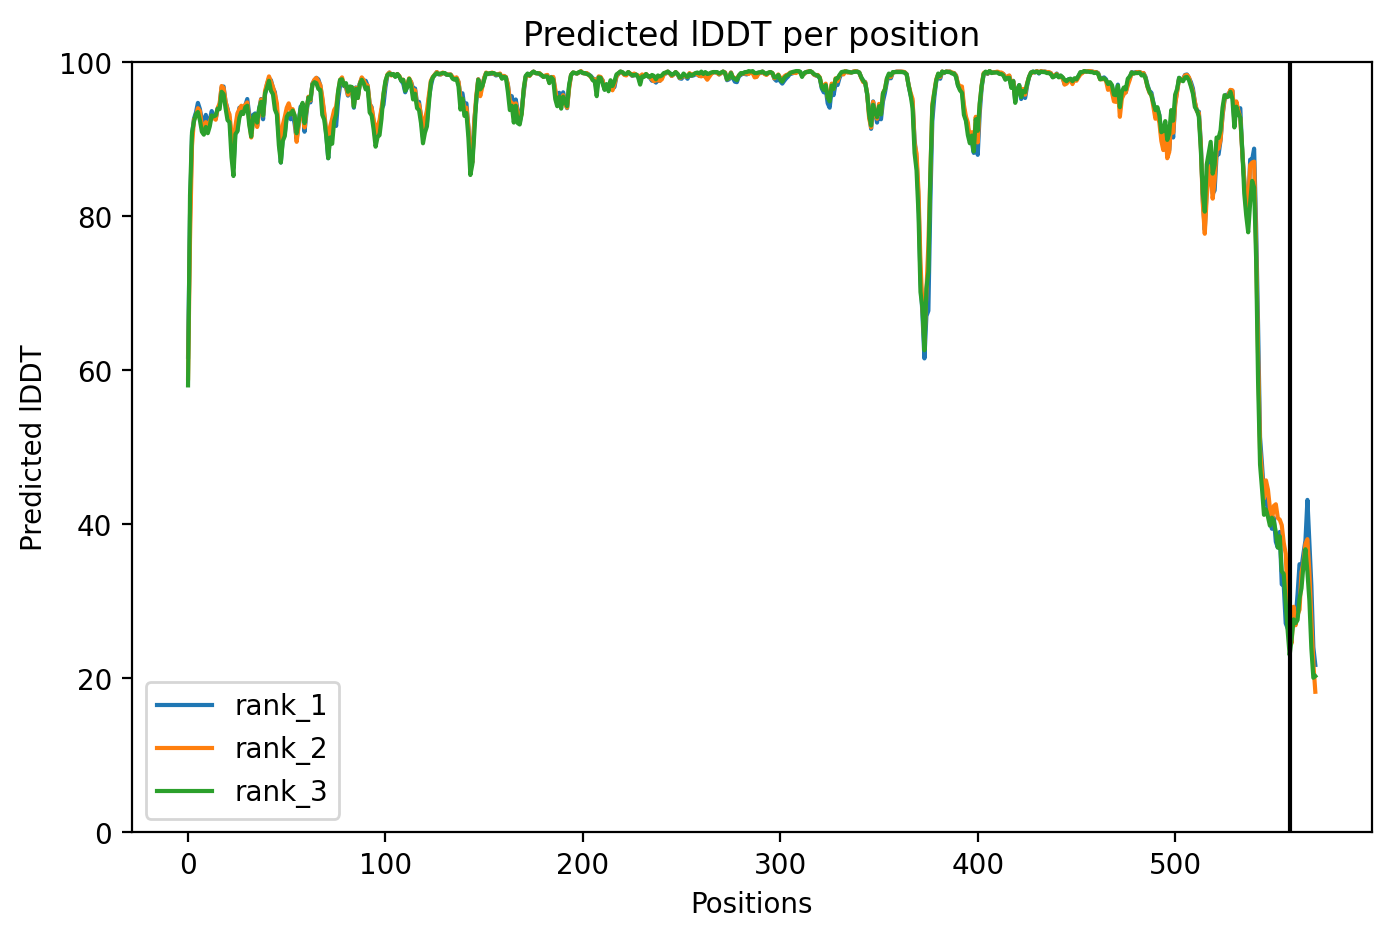 Predicted lDDT per position
100
80
60
40
20
0
Predicted lDDT
rank_1
rank_2
rank_3
0 100 200 300 400 500
Positions